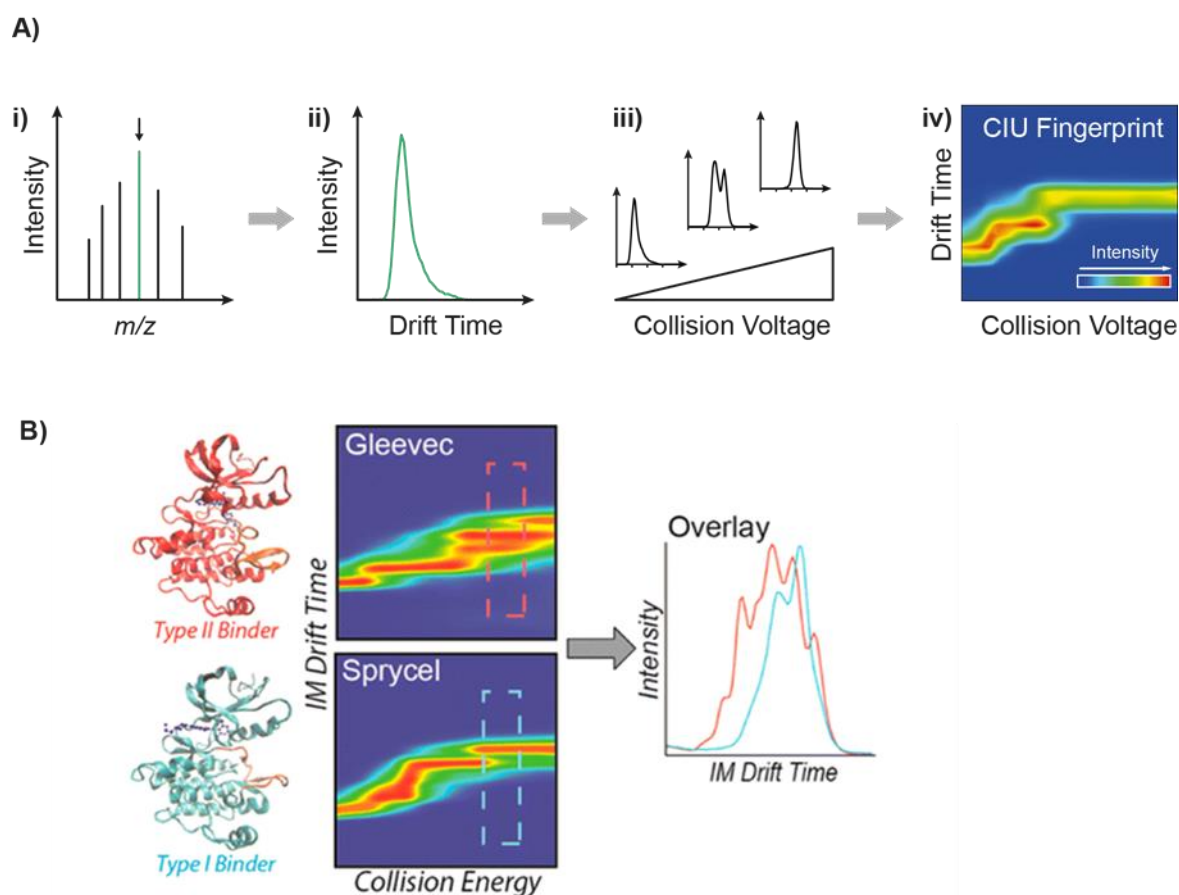 A)
i)
Intensity
m/z
ii)
Intensity
Drift Time
iii)
Collision Voltage
iv)
CIU Fingerprint
Drift Time
Intensity
Collision Voltage
B)
Type II Binder
Type I Binder
IM Drift Time
Gleevec
Sprycel
Collision Energy
Overlay
Intensity
IM Drift Time